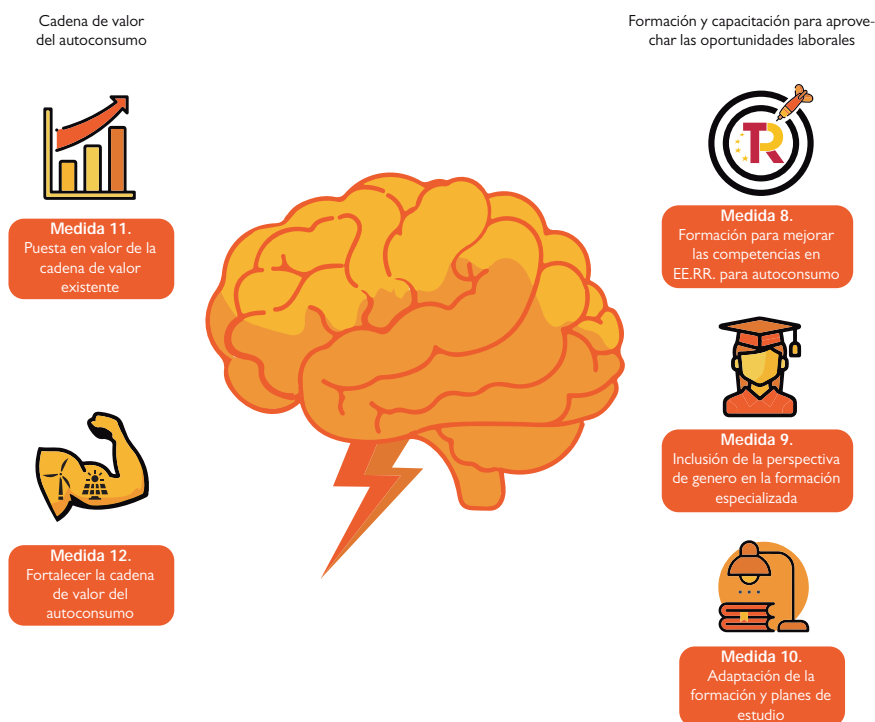 Cadena de valor
del autoconsumo
Medida 11.
Puesta en valor de la
cadena de valor
existente
Medida 12.
Fortalecer la cadena
de valor del
autoconsumo
Formación y capacitación para aprove-
char las oportunidades laborales
TR
Medida 8.
Formación para mejorar
las competencias en
EE.RR. para autoconsumo
Medida 9.
Inclusión de la perspectiva
de genero en la formación
especializada
Medida 10.
Adaptación de la
formación y planes de
estudio